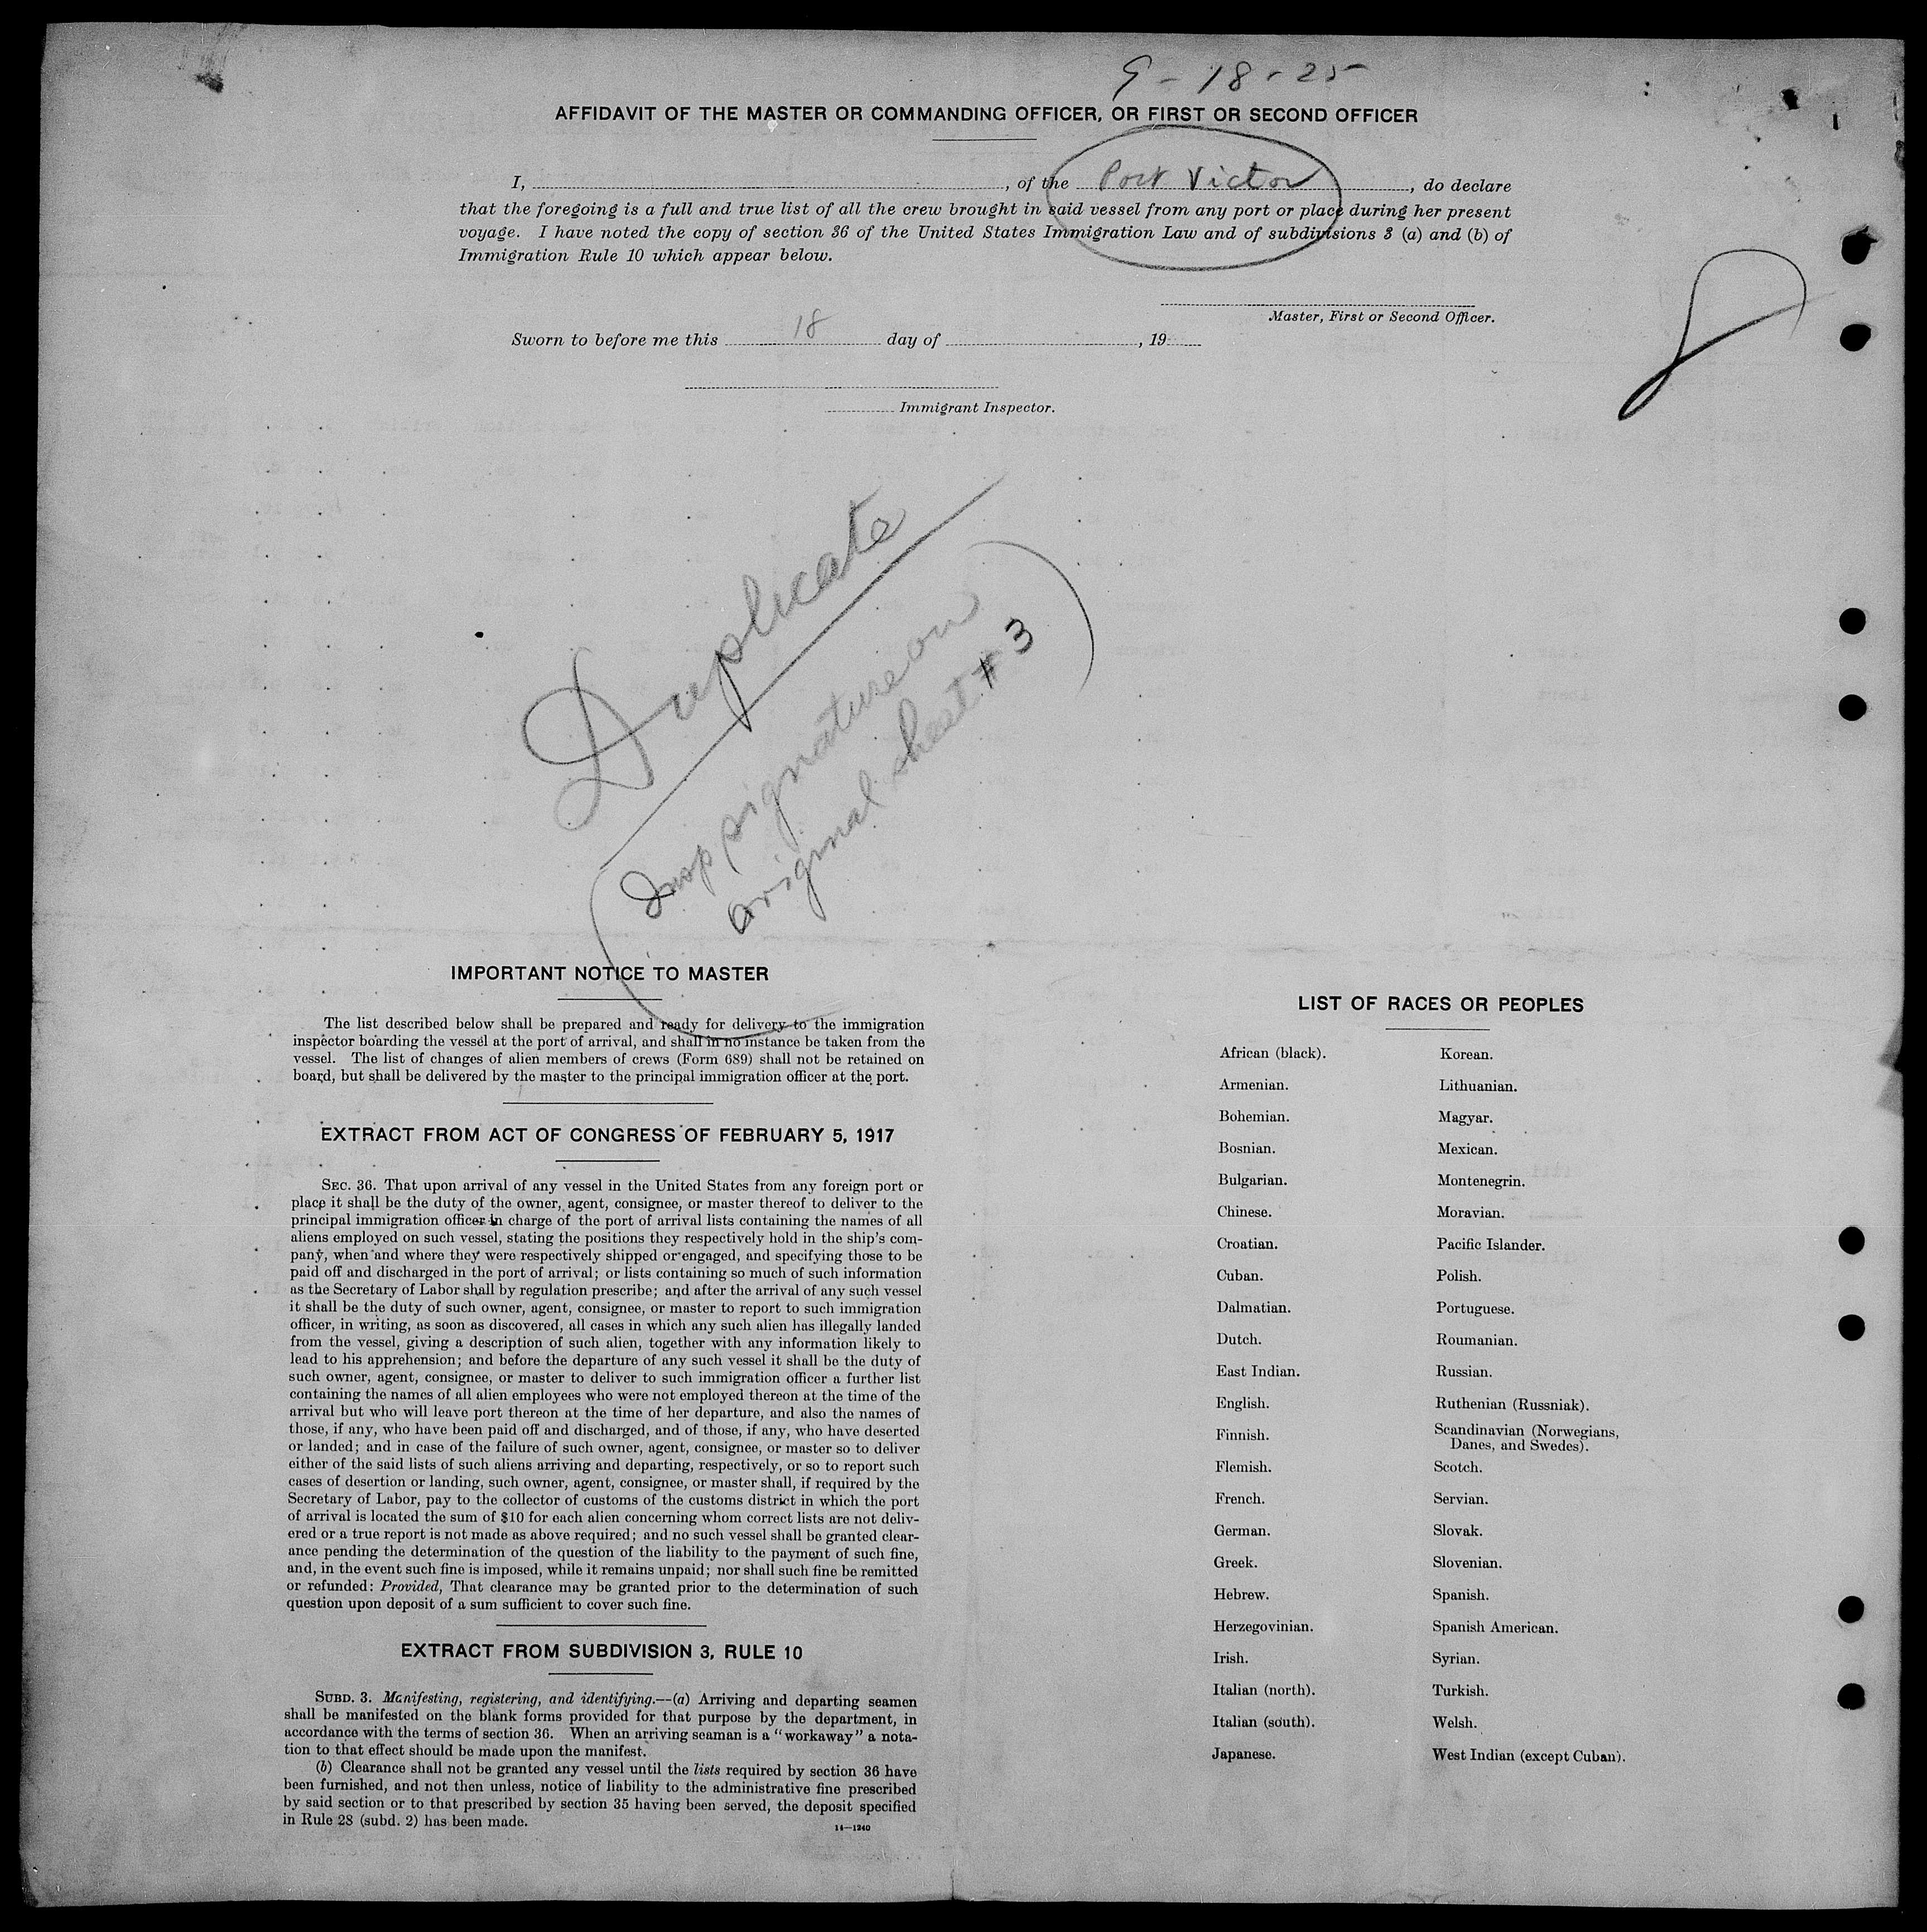 9-18-25
AFFIDAVIT OF THE MASTER OR COMMANDING OFFICER, OR FIRST OR SECOND OFFICER
I, , of the Port Victor, do declare
that the foregoing is a full and true list of all the crew brought in said vessel from any port or place during her present
voyage. I have noted the copy of section 36 of the United States Immigration Law and of subdivisions 3 (a) and (b) of
Immigration Rule 10 which appear below.
Master, First or Second Officer.
Sworn to before me this 18 day of , 19
Immigrant Inspector.
Duplicate
Insp signature on
original sheet # 3
IMPORTANT NOTICE TO MASTER
The list described below shall be prepared and ready for delivery to the immigration
inspector boarding the vessel at the port of arrival, and shall in no instance be taken from the
vessel. The list of changes of alien members of crews (Form 689) shall not be retained on
board, but shall be delivered by the master to the principal immigration officer at the port.
EXTRACT FROM ACT OF CONGRESS OF FEBRUARY 5, 1917
SEC. 36. That upon arrival of any vessel in the United States from any foreign port or
place it shall be the duty of the owner, agent, consignee, or master thereof to deliver to the
principal immigration officer in charge of the port of arrival lists containing the names of all
aliens employed on such vessel, stating the positions they respectively hold in the ship's com-
pany, when and where they were respectively shipped or engaged, and specifying those to be
paid off and discharged in the port of arrival; or lists containing so much of such information
as the Secretary of Labor shall by regulation prescribe; and after the arrival of any such vessel
it shall be the duty of such owner, agent, consignee, or master to report to such immigration
officer, in writing, as soon as discovered, all cases in which any such alien has illegally landed
from the vessel, giving a description of such alien, together with any information likely to
lead to his apprehension; and before the departure of any such vessel it shall be the duty of
such owner, agent, consignee, or master to deliver to such immigration officer a further list
containing the names of all alien employees who were not employed thereon at the time of the
arrival but who will leave port thereon at the time of her departure, and also the names of
those, if any, who have been paid off and discharged, and of those, if any, who have deserted
or landed; and in case of the failure of such owner, agent, consignee, or master so to deliver
either of the said lists of such aliens arriving and departing, respectively, or so to report such
cases of desertion or landing, such owner, agent, consignee, or master shall, if required by the
Secretary of Labor, pay to the collector of customs of the customs district in which the port
of arrival is located the sum of $10 for each alien concerning whom correct lists are not deliv-
ered or a true report is not made as above required; and no such vessel shall be granted clear-
ance pending the determination of the question of the liability to the payment of such fine,
and, in the event such fine is imposed, while it remains unpaid; nor shall such fine be remitted
or refunded: Provided, That clearance may be granted prior to the determination of such
question upon deposit of a sum sufficient to cover such fine.
EXTRACT FROM SUBDIVISION 3, RULE 10
SUBD. 3. Manifesting, registering, and identifying.—(a) Arriving and departing seamen
shall be manifested on the blank forms provided for that purpose by the department, in
accordance with the terms of section 36. When an arriving seaman is a "workaway" a nota-
tion to that effect should be made upon the manifest.
(b) Clearance shall not be granted any vessel until the lists required by section 36 have
been furnished, and not then unless, notice of liability to the administrative fine prescribed
by said section or to that prescribed by section 35 having been served, the deposit specified
in Rule 28 (subd. 2) has been made.
14—1240
LIST OF RACES OR PEOPLES
African (black). Korean.
Armenian. Lithuanian.
Bohemian. Magyar.
Bosnian. Mexican.
Bulgarian. Montenegrin.
Chinese. Moravian.
Croatian. Pacific Islander.
Cuban. Polish.
Dalmatian. Portuguese.
Dutch. Roumanian.
East Indian. Russian.
English. Ruthenian (Russniak).
Finnish. Scandinavian (Norwegians,
Danes, and Swedes).
Flemish. Scotch.
French. Servian.
German. Slovak.
Greek. Slovenian.
Hebrew. Spanish.
Herzegovinian. Spanish American.
Irish. Syrian.
Italian (north). Turkish.
Italian (south). Welsh.
Japanese. West Indian (except Cuban).